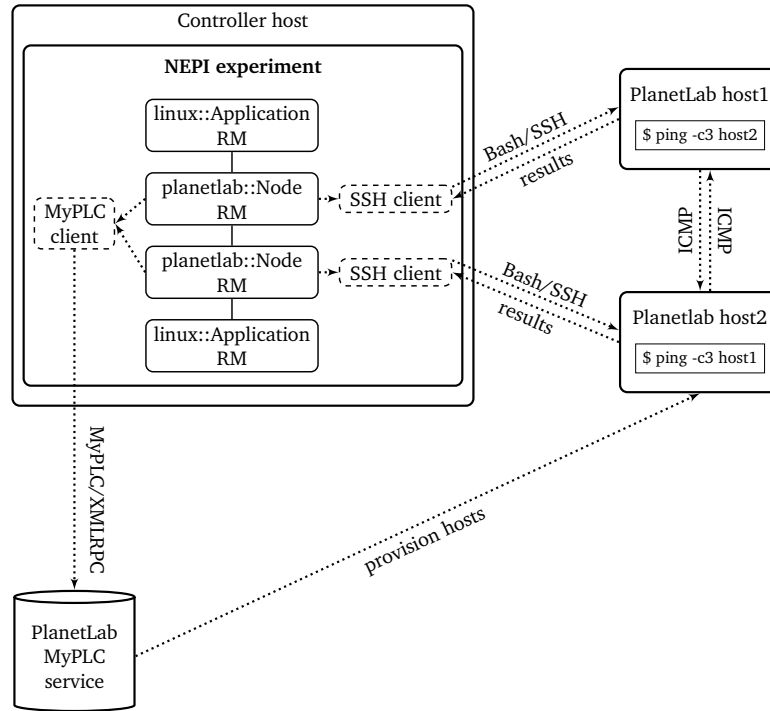 Controller host
NEPI experiment
linux::Application
RM
planetlab::Node
RM
MyPLC
client
SSH client
planetlab::Node
RM
SSH client
linux::Application
RM
Bash/SSH
results
Bash/SSH
results
PlanetLab host1
$ ping -c3 host2
ICMP
ICMP
Planetlab host2
$ ping -c3 host1
MyPLC/XMLRPC
provision hosts
PlanetLab
MyPLC
service